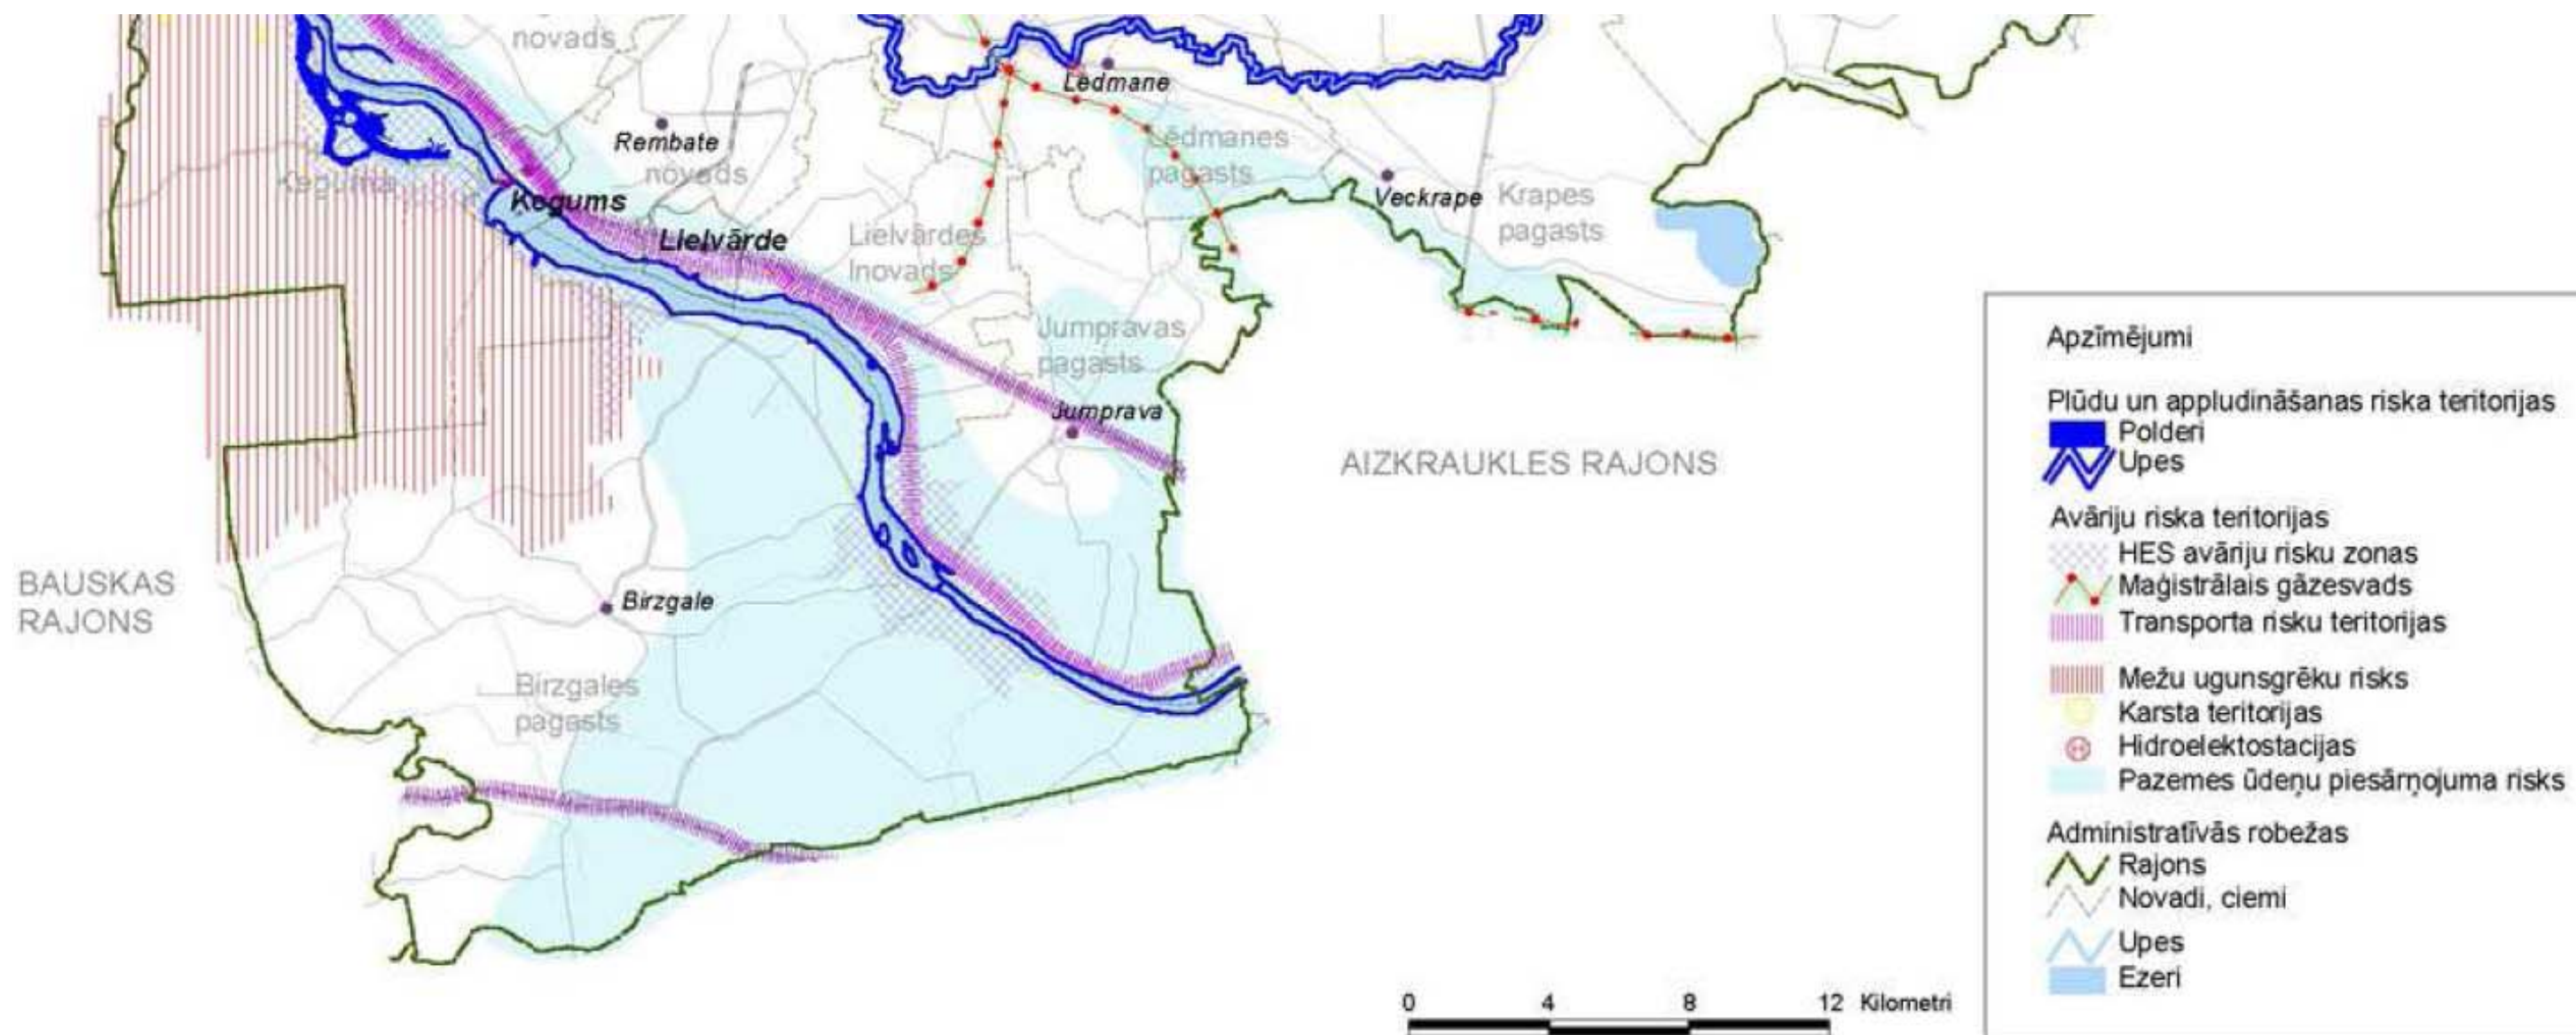 novads
Lēdmane
Rembate
novads
Lēdmanes
pagasts
Ķegums
Veckrape
Krapes
pagasts
Lielvārde
Lielvārdes
novads
Jumpravas
pagasts
Jumprava
AIZKRAUKLES RAJONS
BAUSKAS
RAJONS
Birzgale
Birzgales
pagasts
Apzīmējumi
Plūdu un appludināšanas riska teritorijas
Polderi
Upes
Avāriju riska teritorijas
HES avāriju risku zonas
Maģistrālais gāzesvads
Transporta risku teritorijas
Mežu ugunsgrēku risks
Karsta teritorijas
Hidroelektostacijas
Pazemes ūdeņu piesārņojuma risks
Administratīvās robežas
Rajons
Novadi, ciemi
Upes
Ezeri
0 4 8 12 Kilometri